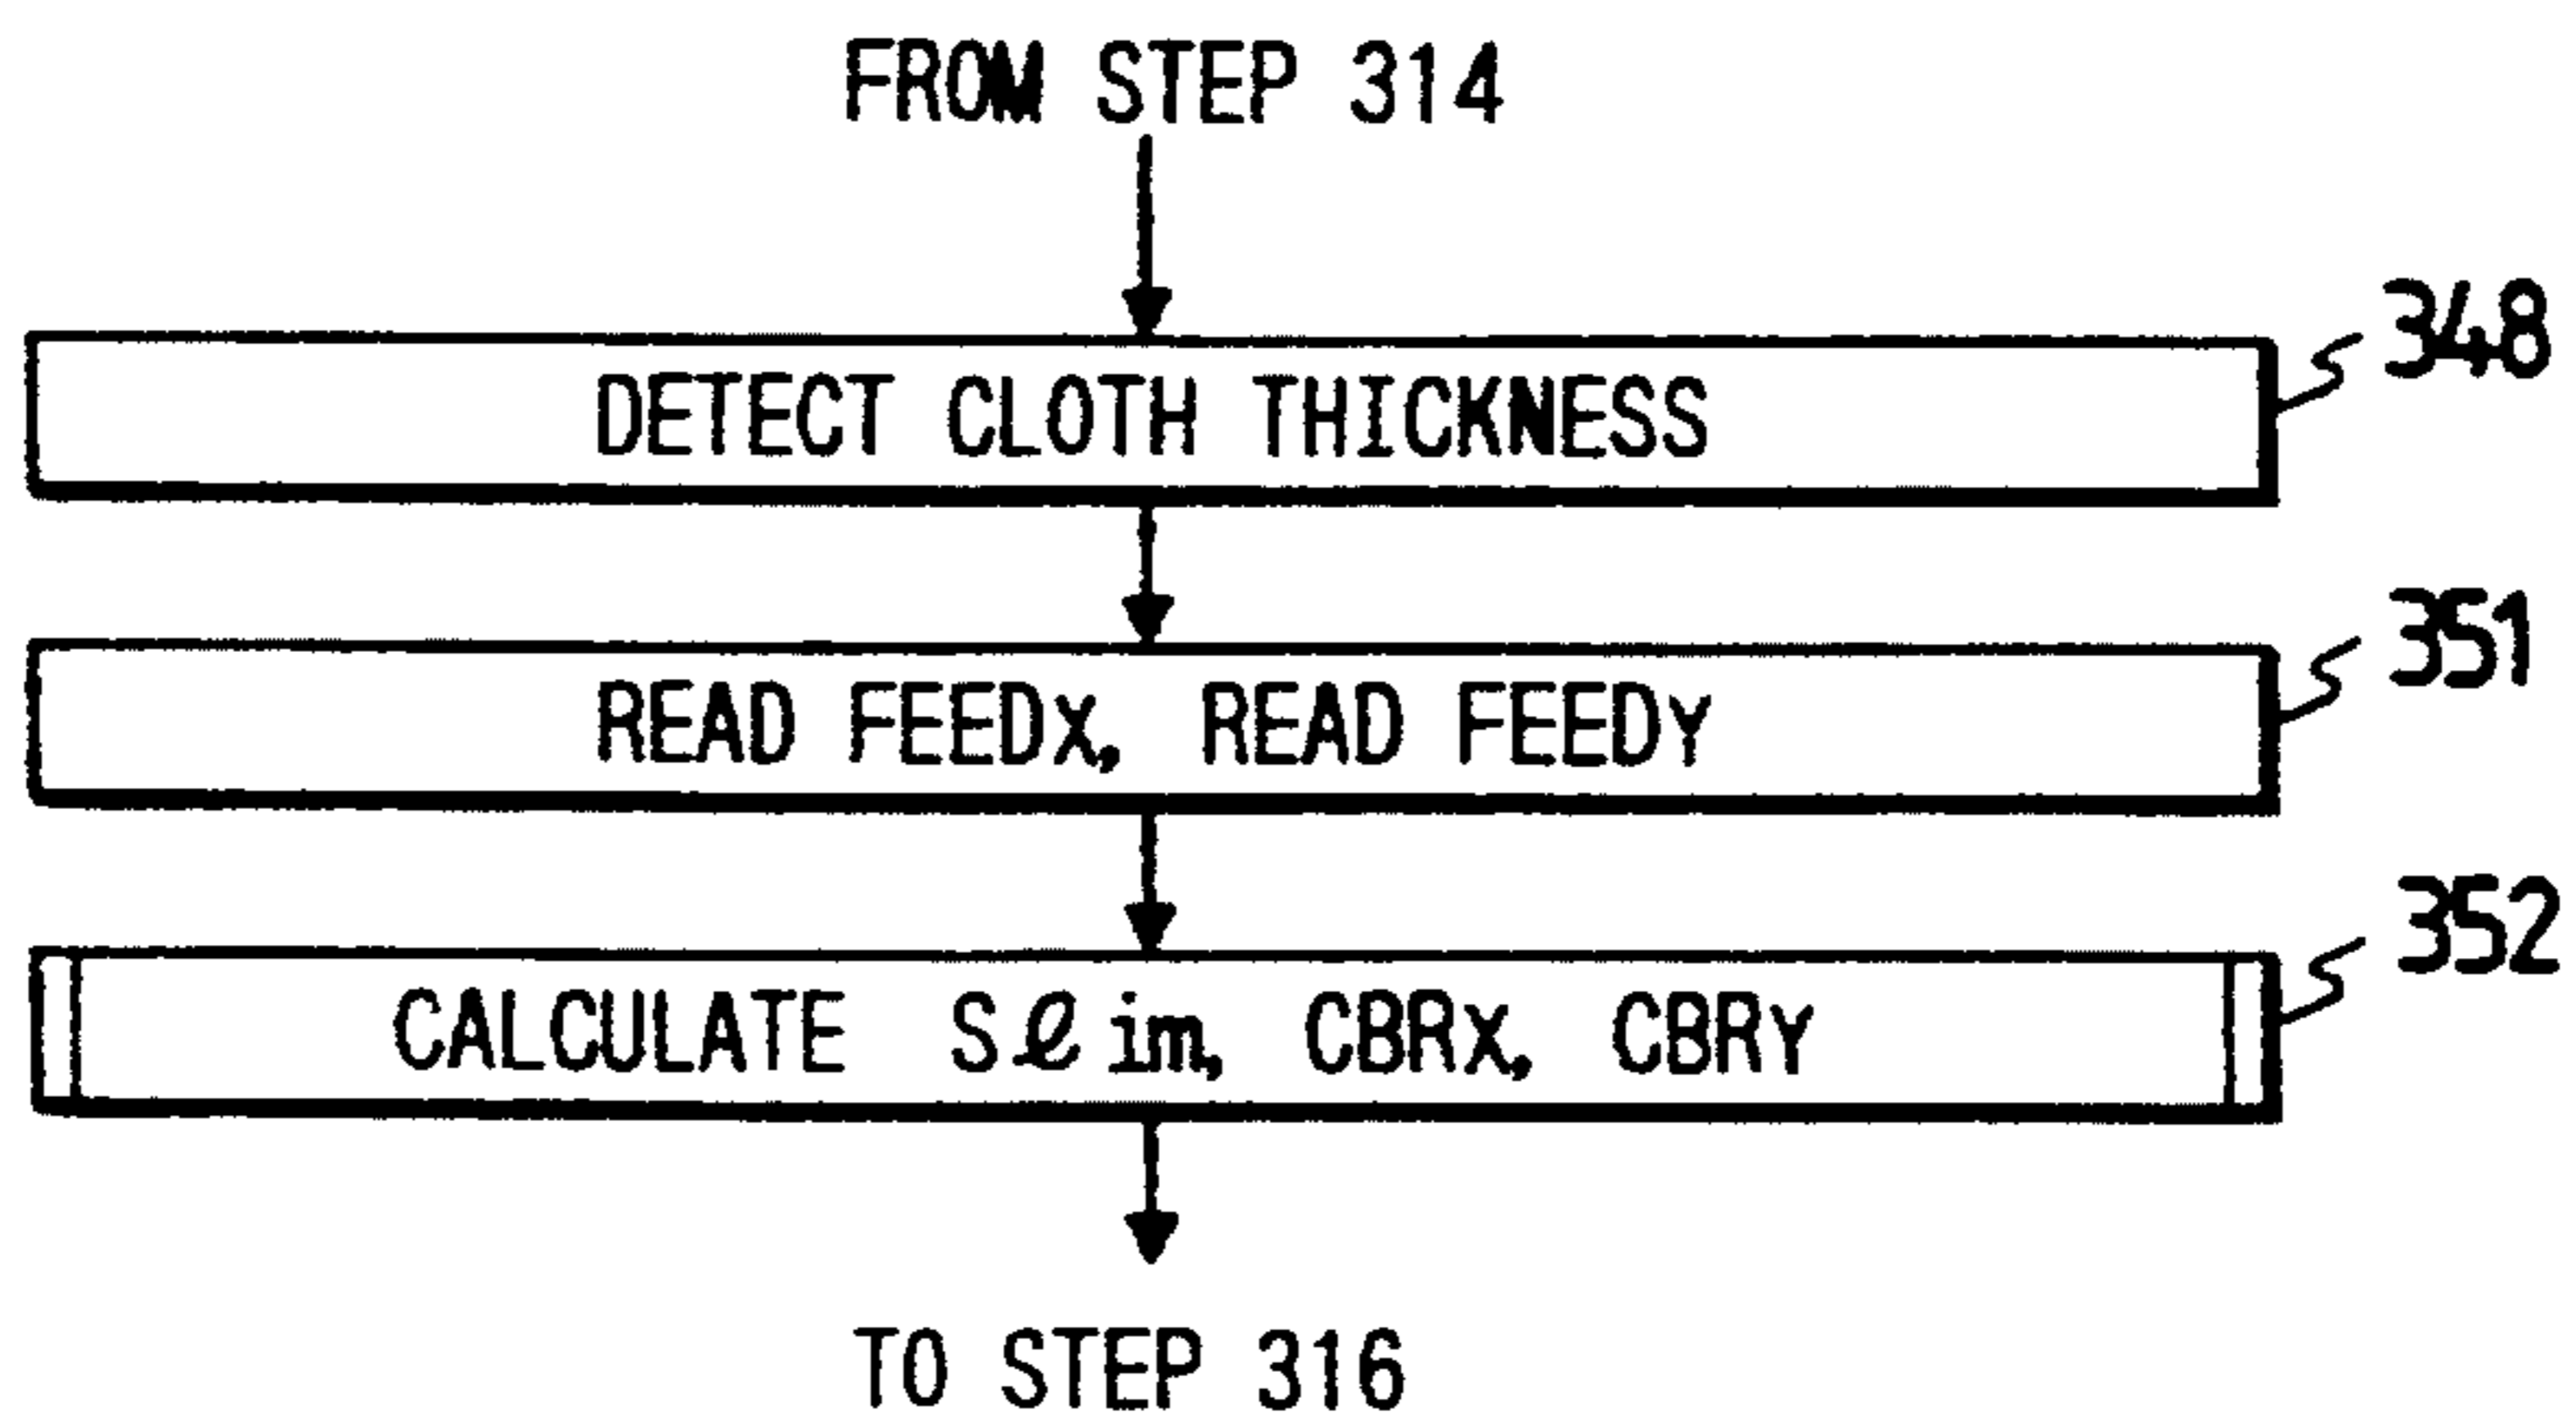 FROM STEP 314
348
DETECT CLOTH THICKNESS
351
READ FEEDX, READ FEEDY
352
CALCULATE Sℓim, CBRX, CBRY
TO STEP 316